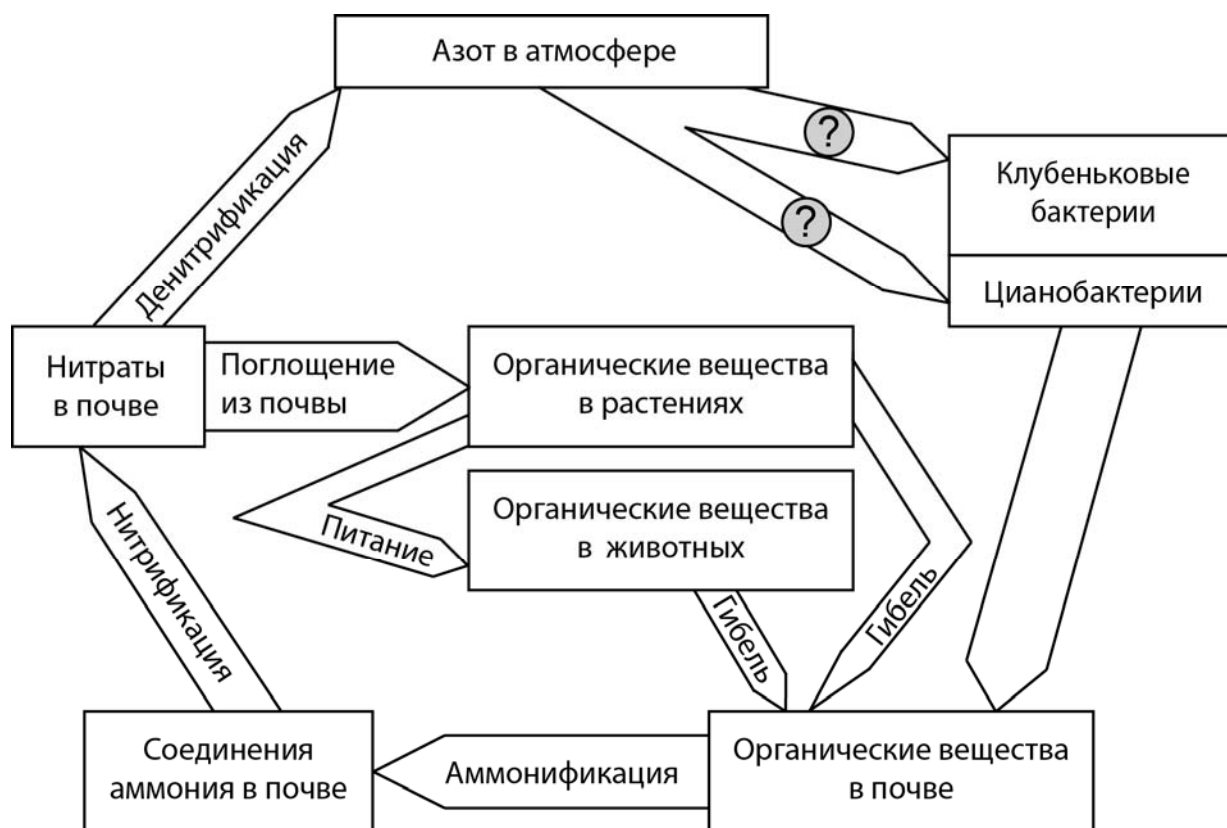 Азот в атмосфере
?
?
Клубеньковые
бактерии
Цианобактерии
Денитрификация
Нитраты
в почве
Поглощение
из почвы
Органические вещества
в растениях
Питание
Органические вещества
в животных
Гибель
Гибель
Нитрификация
Соединения
аммония в почве
Аммонификация
Органические вещества
в почве